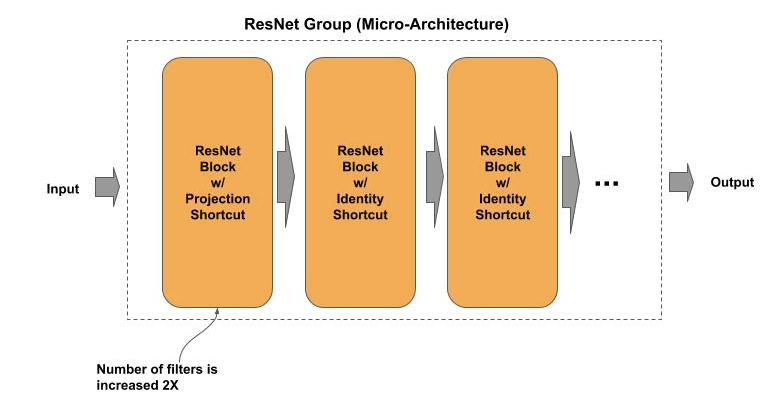 ResNet Group (Micro-Architecture)
Input
ResNet
Block
w/
Projection
Shortcut
ResNet
Block
w/
Identity
Shortcut
ResNet
Block
w/
Identity
Shortcut
...
Output
Number of filters is
increased 2X